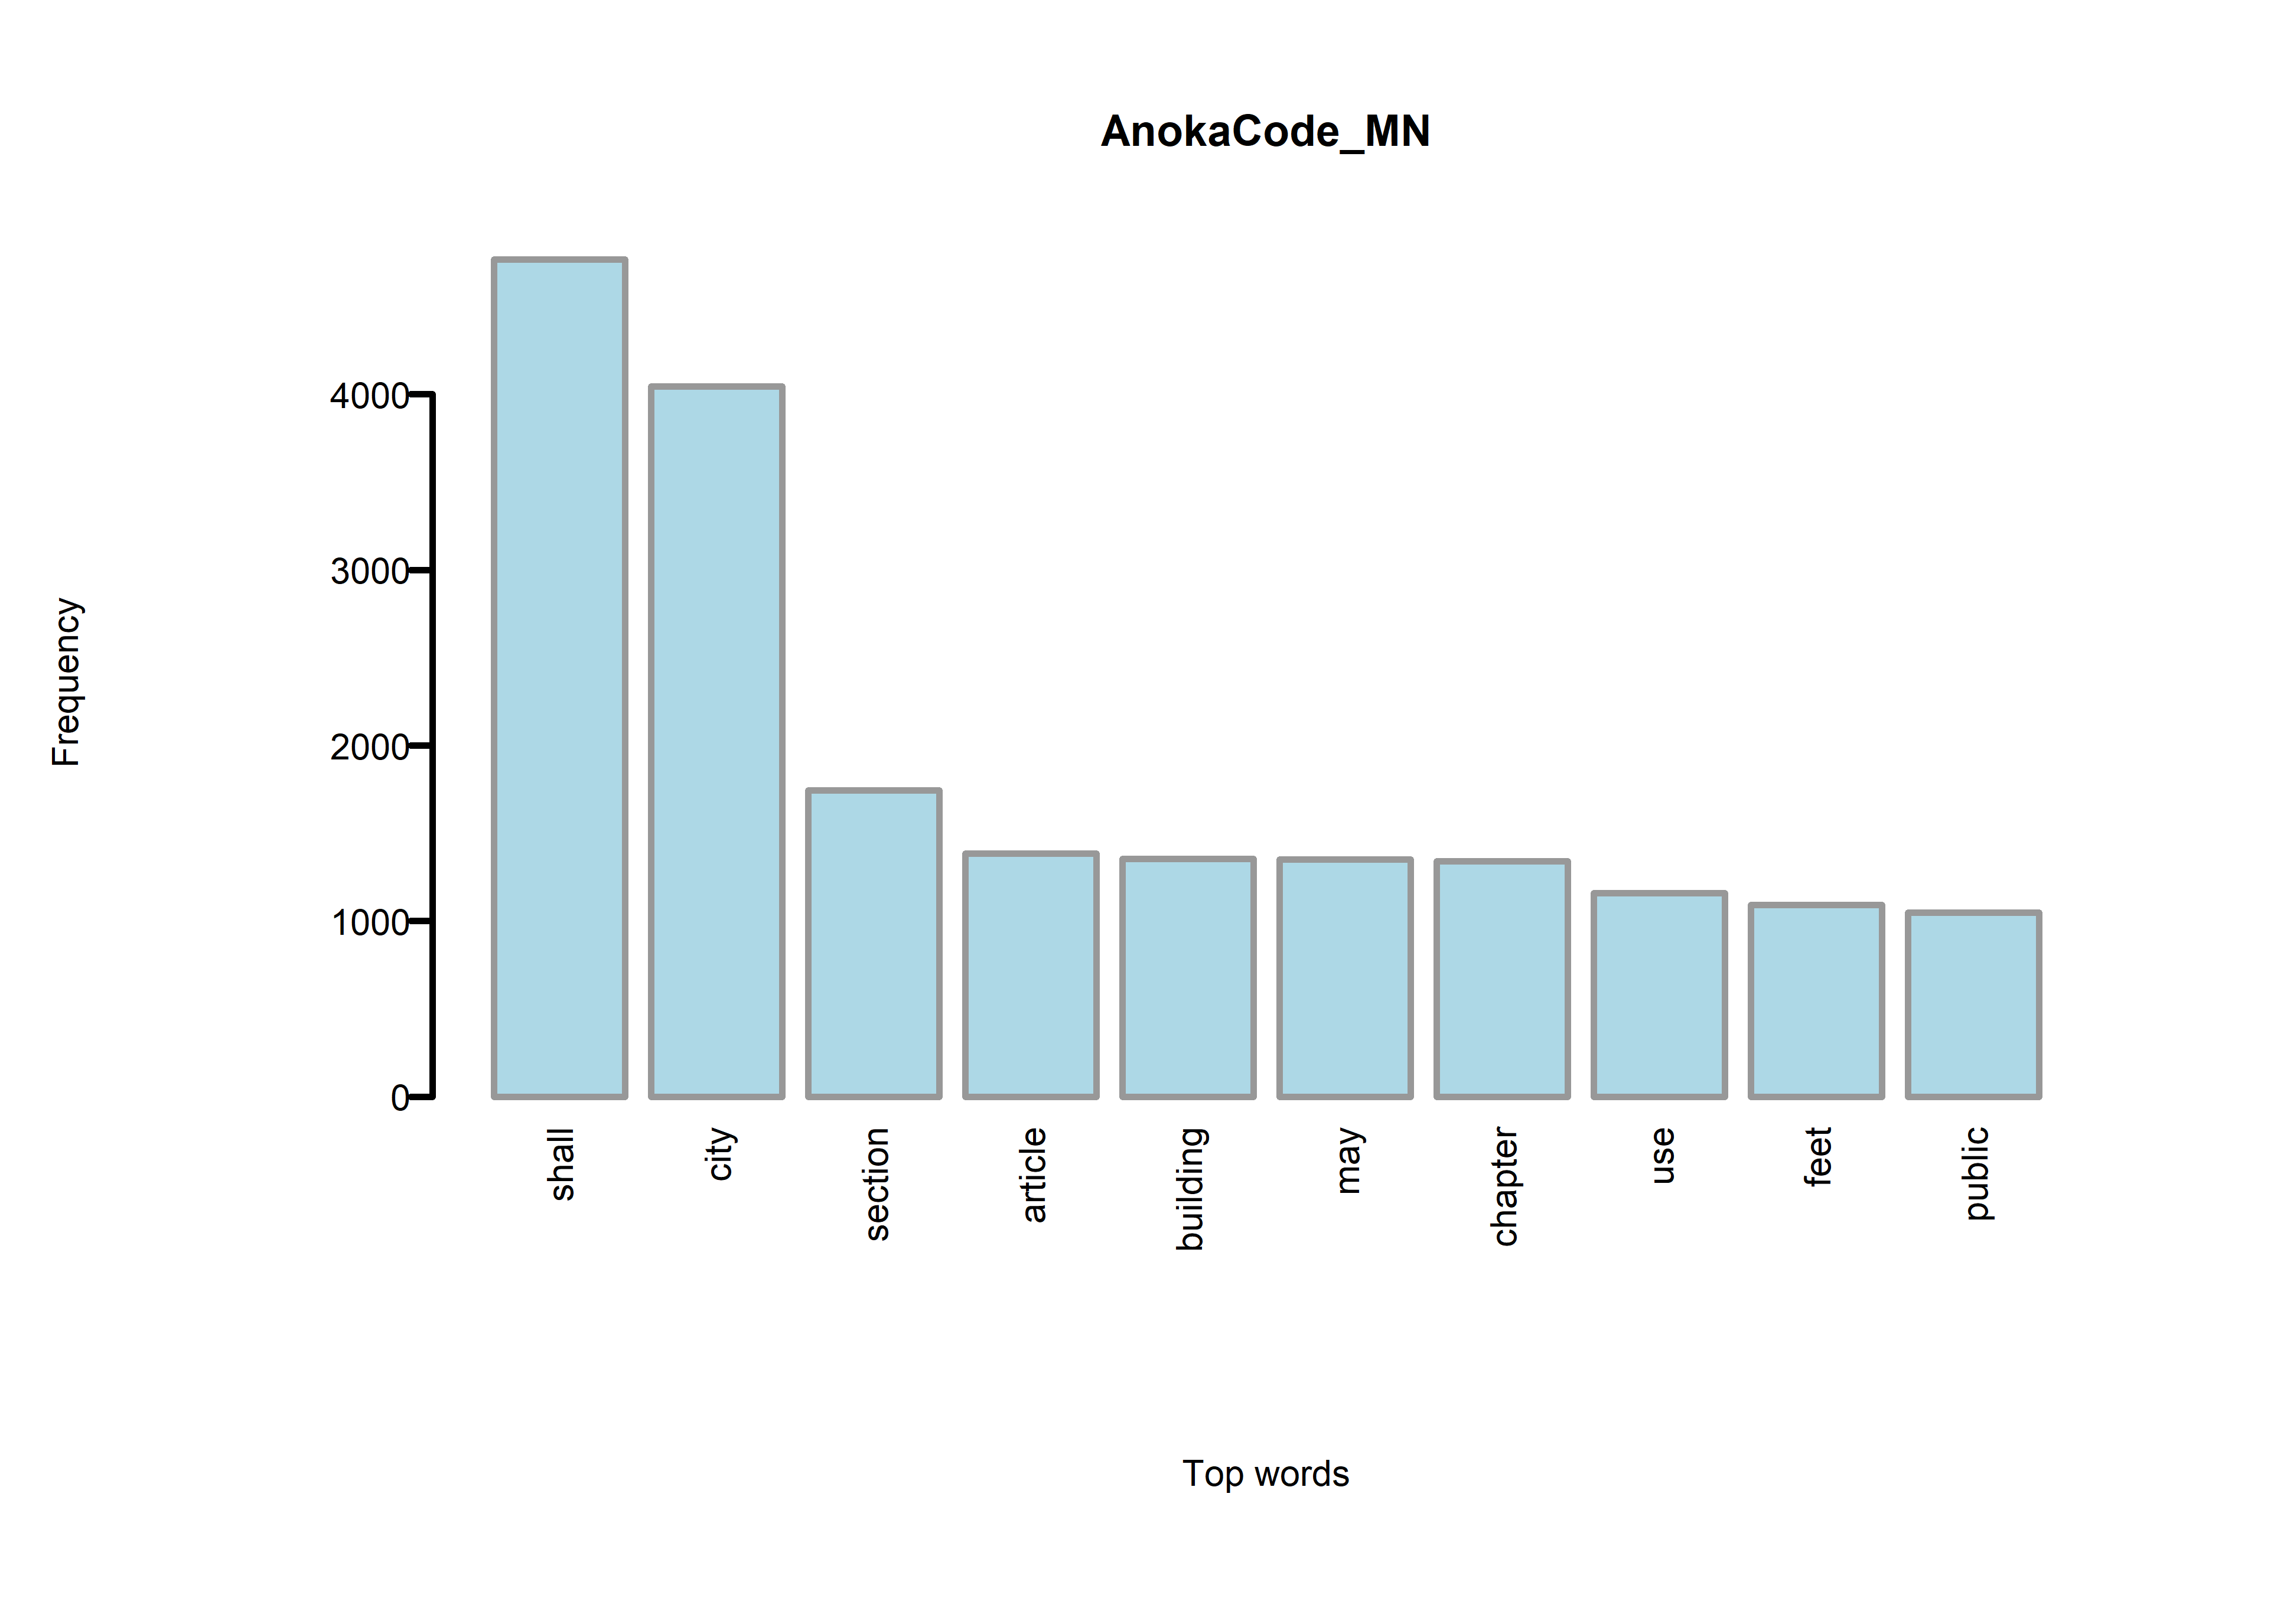 AnokaCode_MN
Frequency
4000
3000
2000
1000
0
shall
city
section
article
building
may
chapter
use
feet
public
Top words